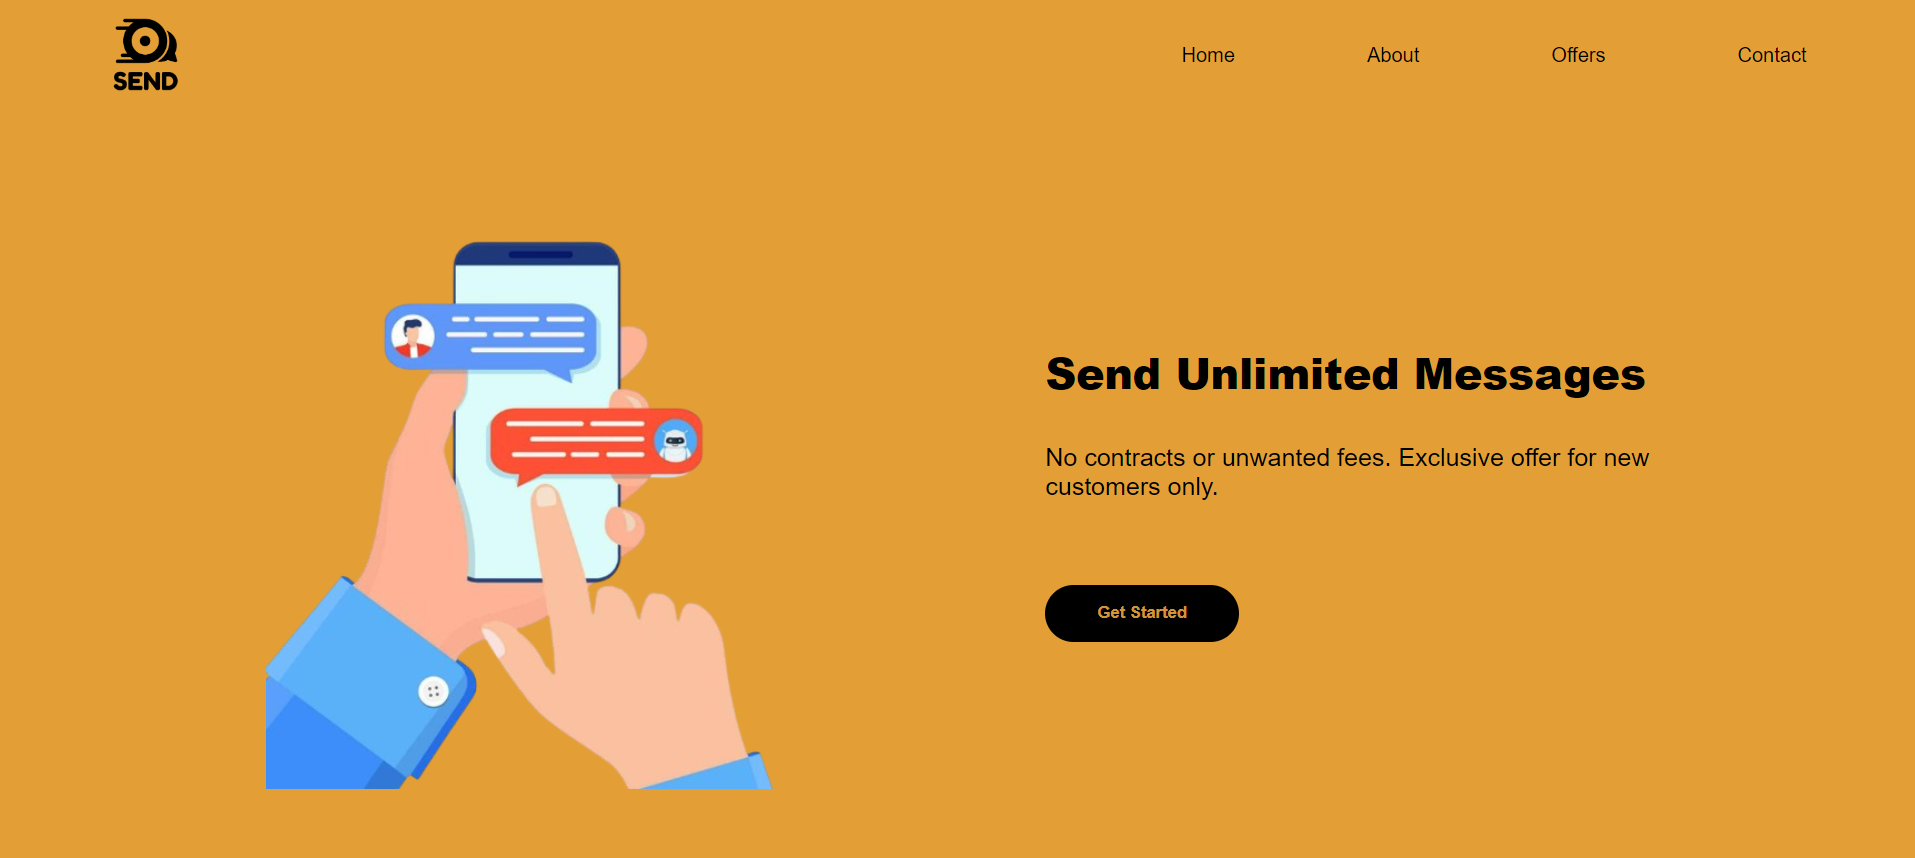 SEND
Home
About
Offers
Contact
Send Unlimited Messages
No contracts or unwanted fees. Exclusive offer for new
customers only.
Get Started